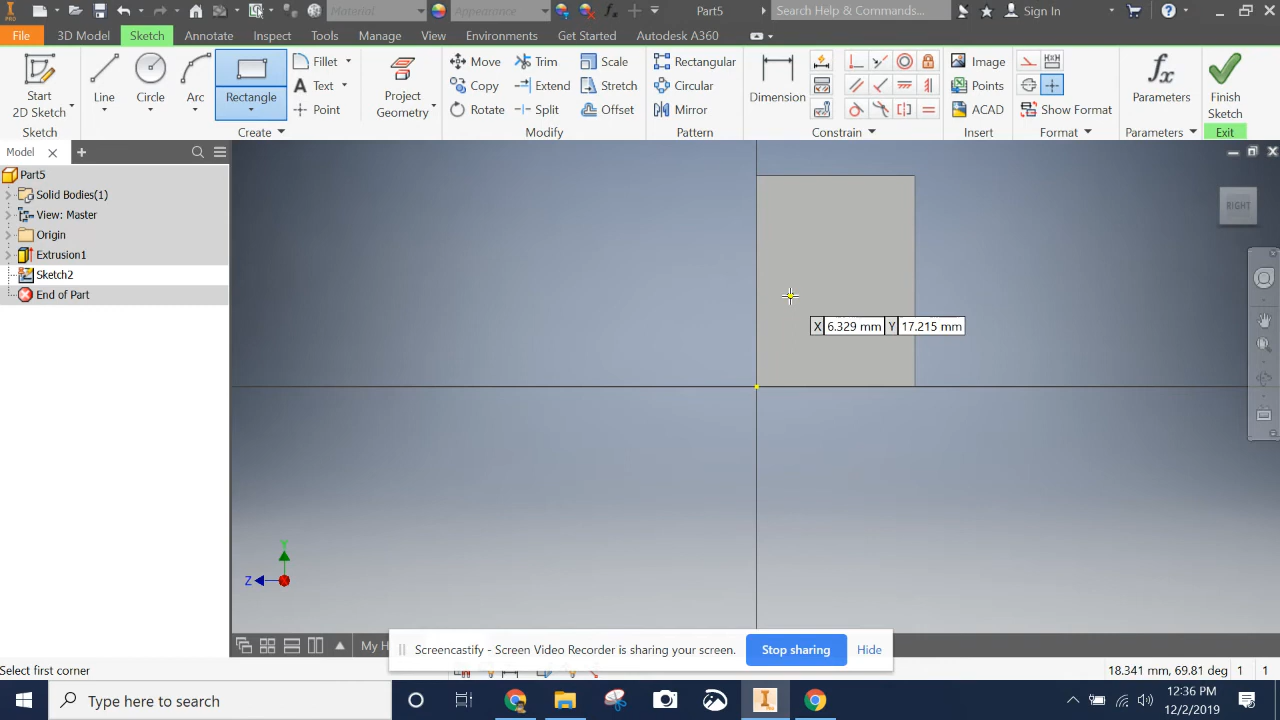 Material
Appearance
Part5
Search Help & Commands...
Sign In
PRO
File
3D Model
Sketch
Annotate
Inspect
Tools
Manage
View
Environments
Get Started
Autodesk A360
Start
2D Sketch
Line
Circle
Arc
Rectangle
Fillet
Text
Point
Project
Geometry
Move
Copy
Rotate
Trim
Extend
Split
Scale
Stretch
Offset
Rectangular
Circular
Mirror
Dimension
Image
Points
ACAD
Show Format
Parameters
Finish
Sketch
Sketch
Create
Modify
Pattern
Constrain
Insert
Format
Parameters
Exit
Model
Part5
Solid Bodies(1)
View: Master
Origin
Extrusion1
Sketch2
End of Part
RIGHT
X 6.329 mm Y 17.215 mm
Y
Z
My H
Screencastify - Screen Video Recorder is sharing your screen.
Stop sharing
Hide
Select first corner
18.341 mm, 69.81 deg
1
1
Type here to search
12:36 PM
12/2/2019